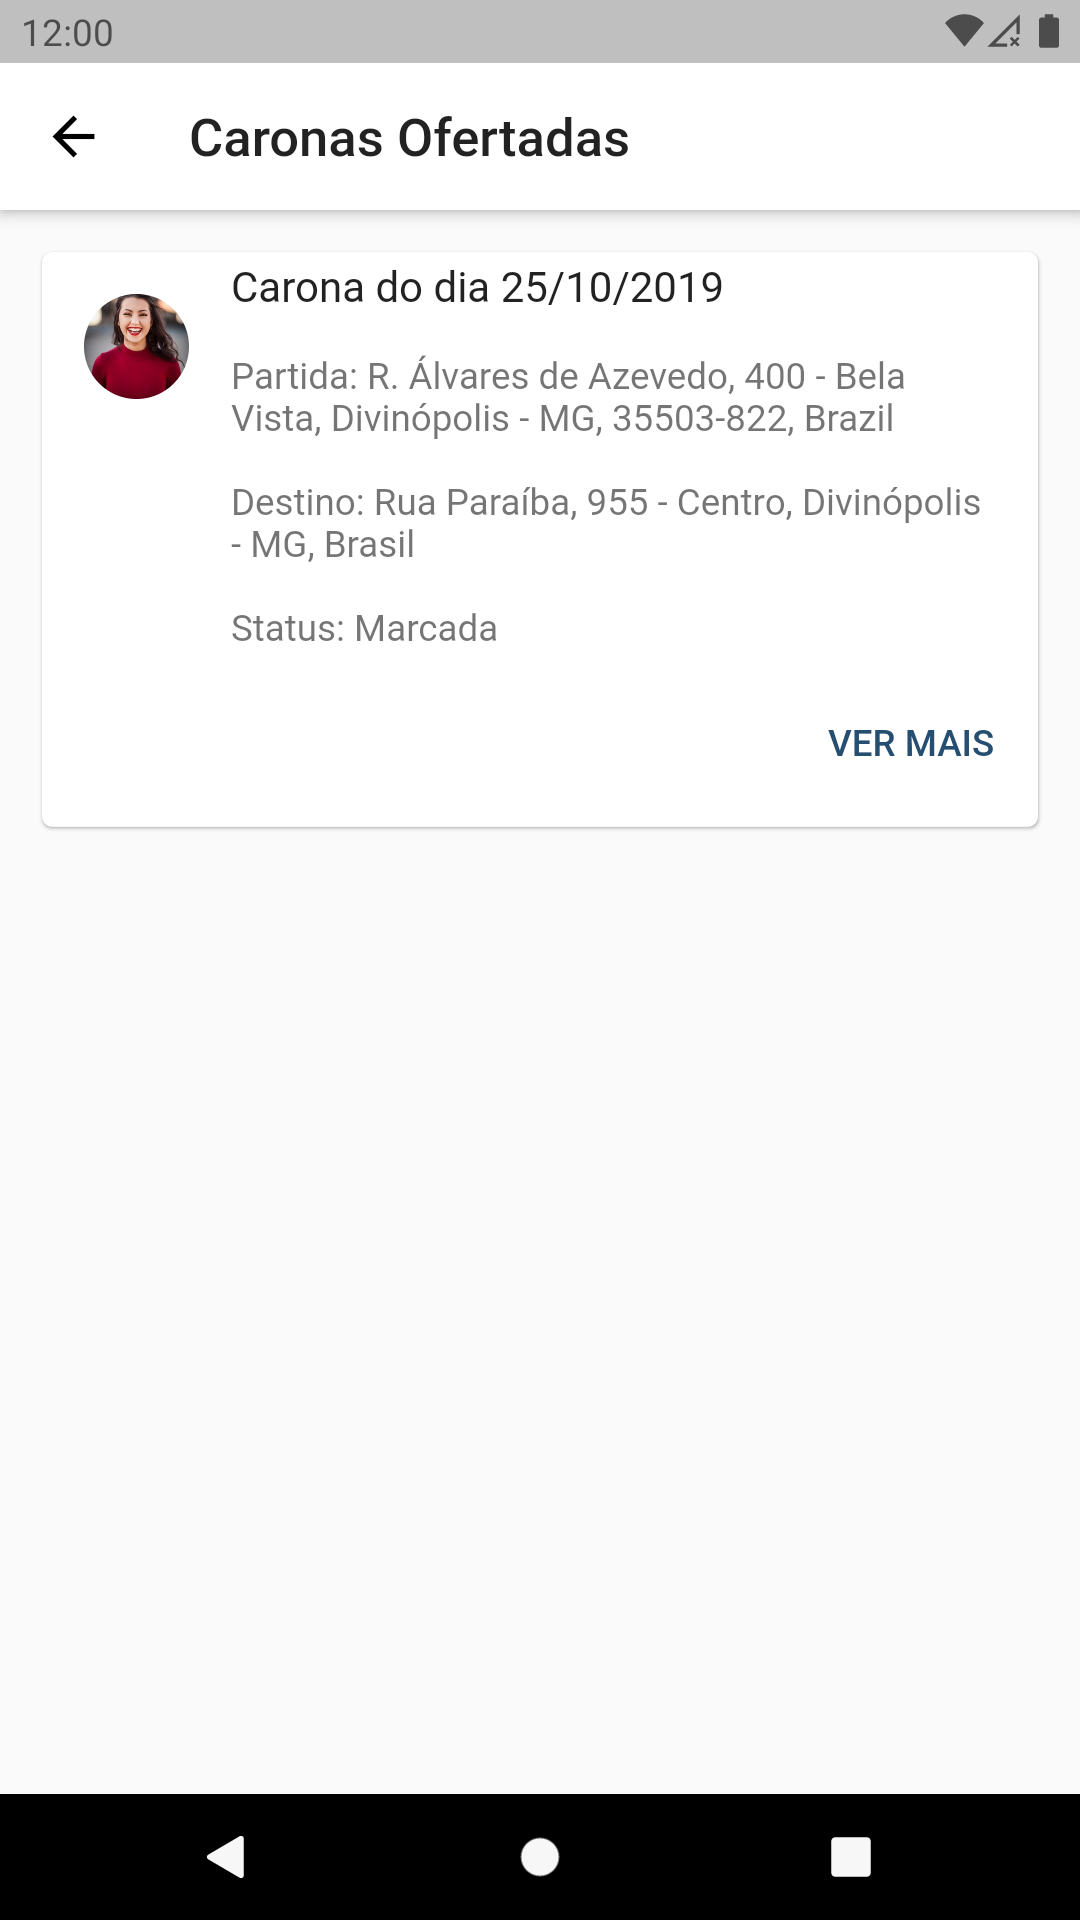 12:00
Caronas Ofertadas
Carona do dia 25/10/2019
Partida: R. Álvares de Azevedo, 400 - Bela
Vista, Divinópolis - MG, 35503-822, Brazil
Destino: Rua Paraíba, 955 - Centro, Divinópolis
- MG, Brasil
Status: Marcada
VER MAIS